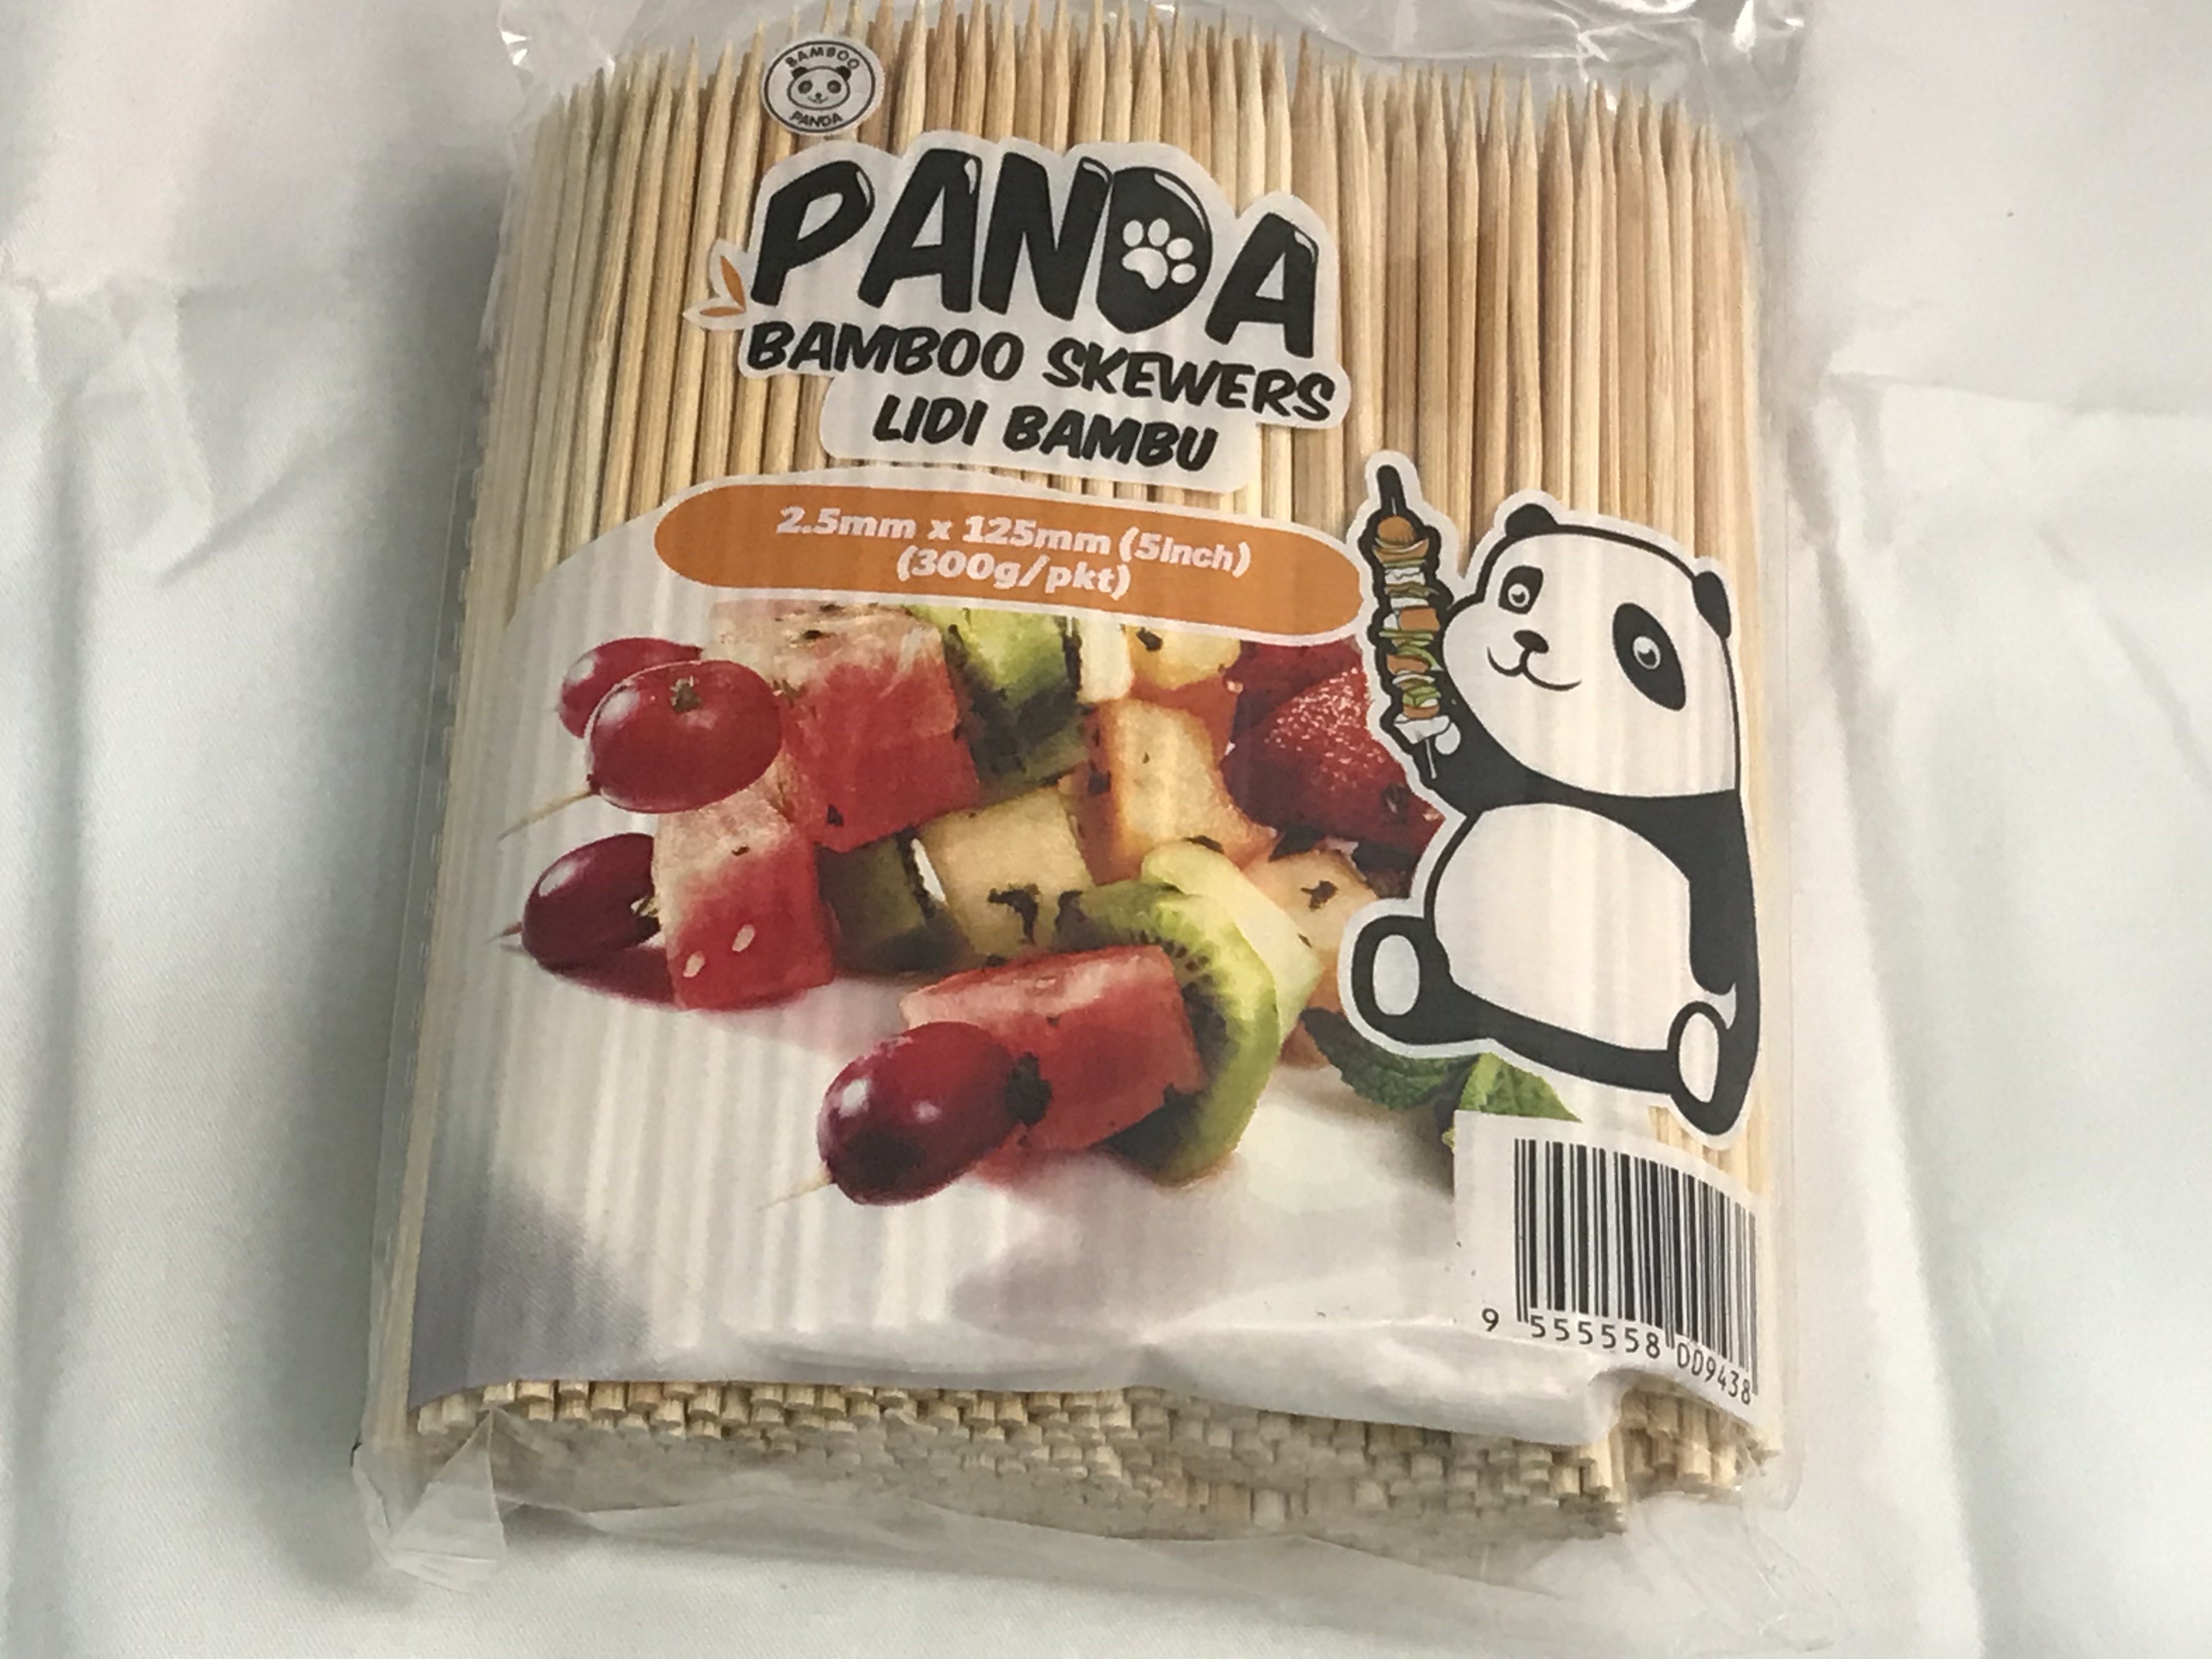 BAMBOO
PANDA
PANDA
BAMBOO SKEWERS
LIDI BAMBU
2.5mm x 125mm (5inch)
(300g/pkt)
9 555558 009438